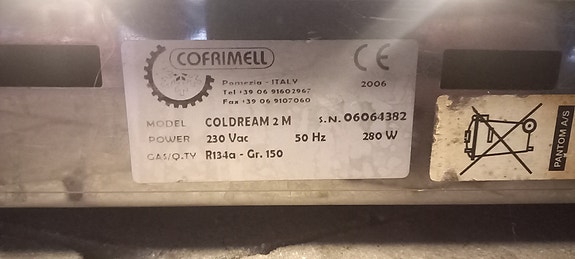 COFRIMELL
CE
Pomezia - ITALY
2006
Tel +39 06 91602967
Fax +39 06 9107060
MODEL COLDREAM 2 M S.N. 06064382
POWER 230 Vac 50 Hz 280 W
GAS/Q.TY R134a - Gr. 150
PANTOM A/S